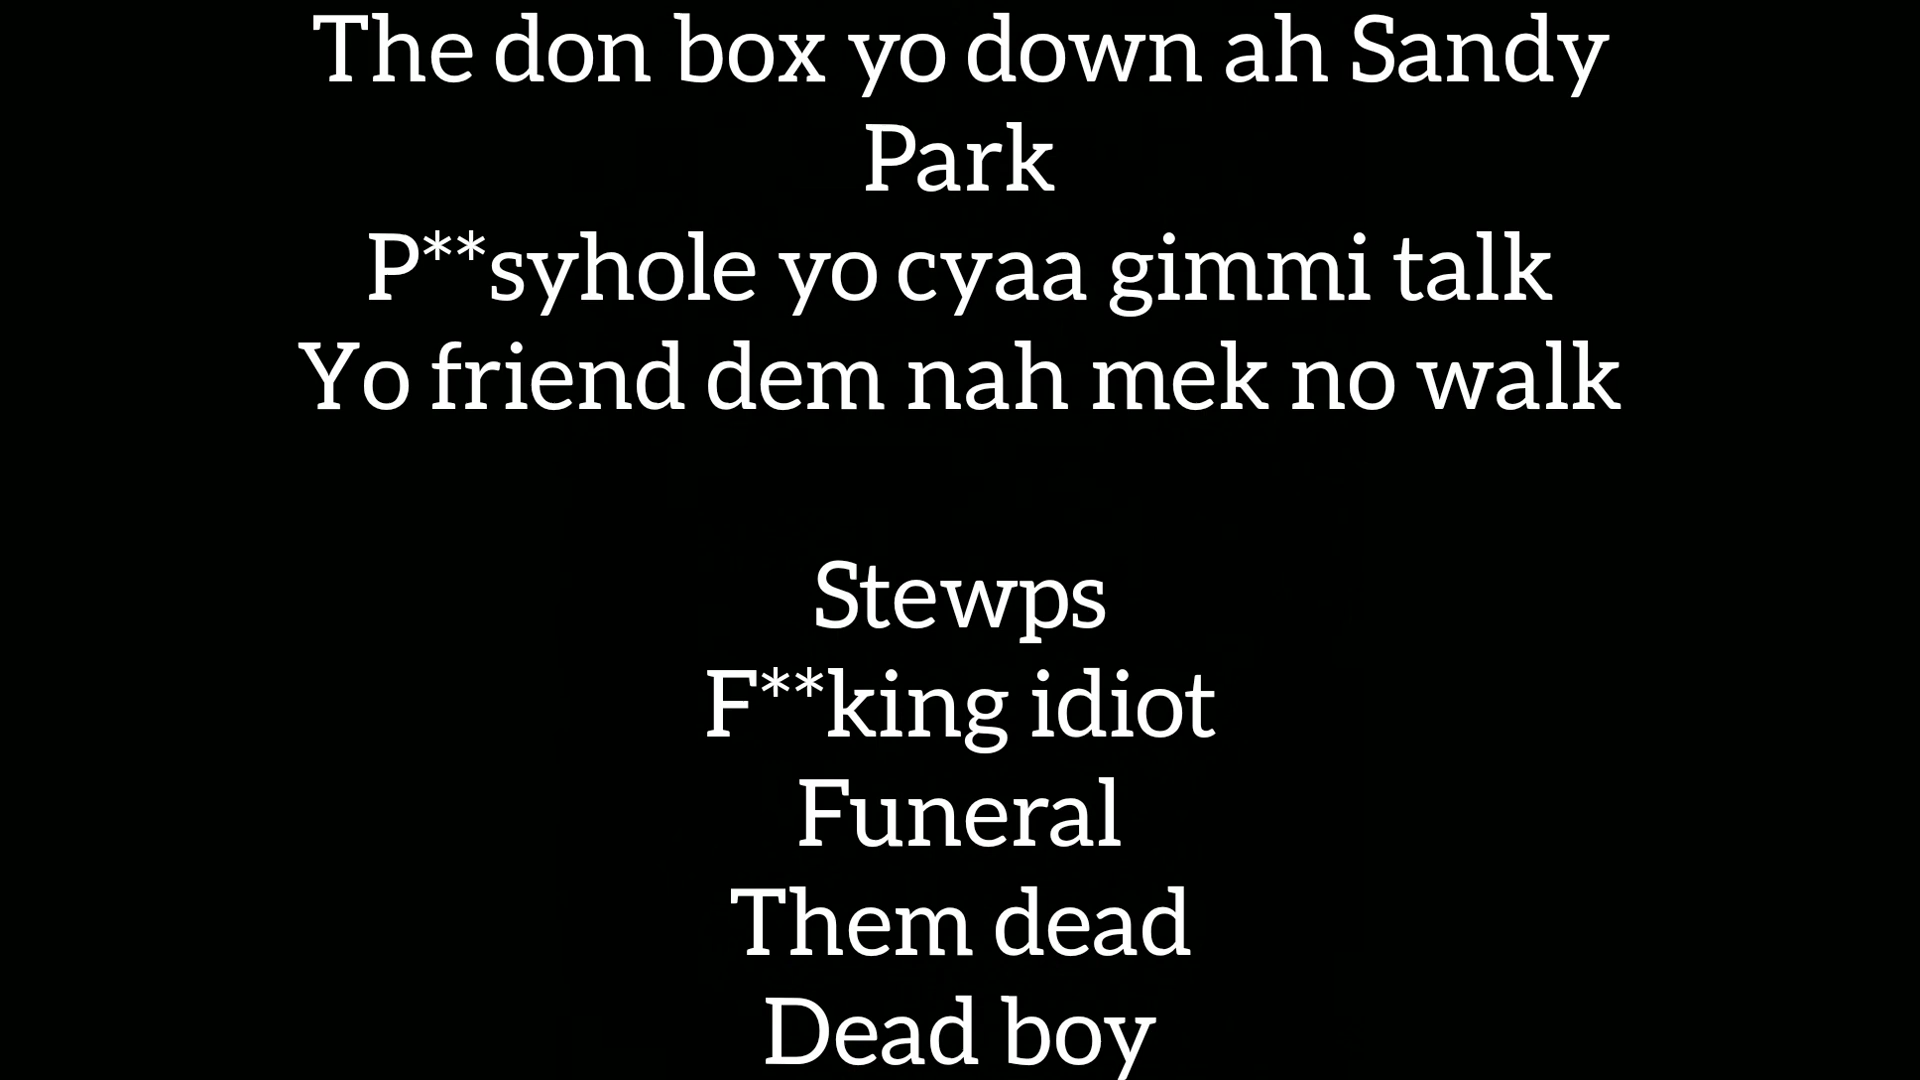 The don box yo down ah Sandy
Park
P**syhole yo cyaa gimmi talk
Yo friend dem nah mek no walk
Stewps
F**king idiot
Funeral
Them dead
Dead boy